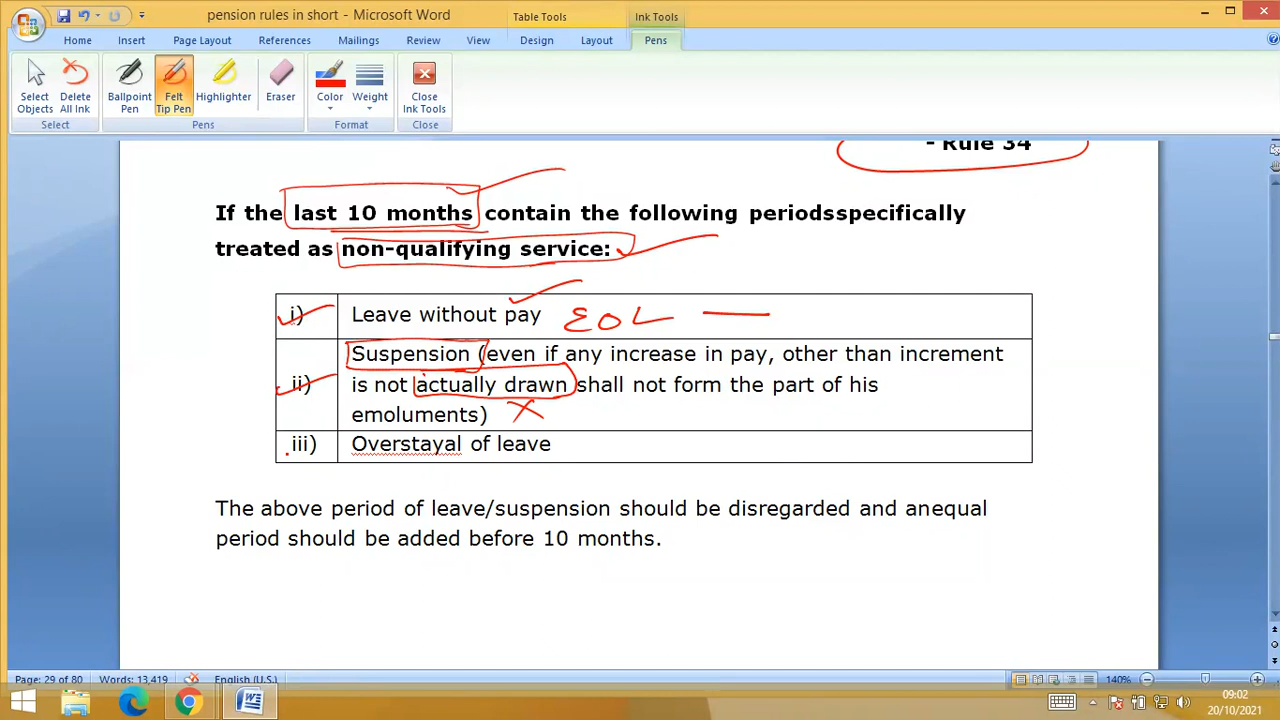 pension rules in short - Microsoft Word
Table Tools
Ink Tools
Home Insert Page Layout References Mailings Review View Design Layout Pens
Select Objects
Delete All Ink
Ballpoint Pen
Felt Tip Pen
Highlighter
Eraser
Color
Weight
Close Ink Tools
Select Pens Format Close
- Rule 34
If the last 10 months contain the following periodsspecifically
treated as non-qualifying service:
i) Leave without pay EOL
ii) Suspension (even if any increase in pay, other than increment
is not actually drawn shall not form the part of his
emoluments)
iii) Overstayal of leave
The above period of leave/suspension should be disregarded and anequal
period should be added before 10 months.
Page: 29 of 80 Words: 13,419 English (U.S.) 140%
09:02
20/10/2021